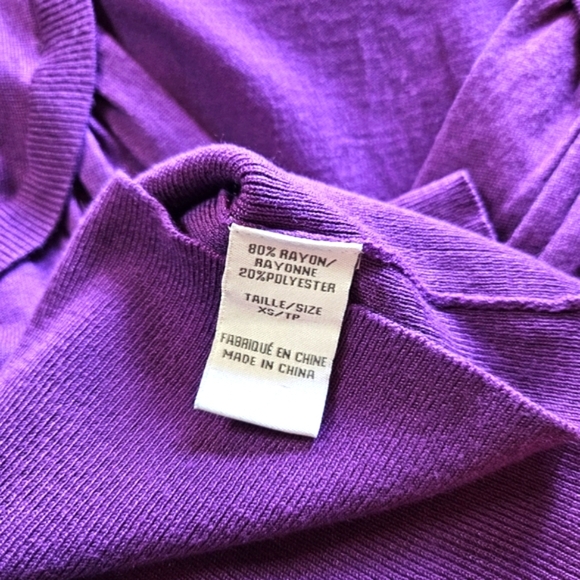 80% RAYON/
RAYONNE
20%POLYESTER
TAILLE/SIZE
XS/TP
FABRIQUÉ EN CHINE
MADE IN CHINA